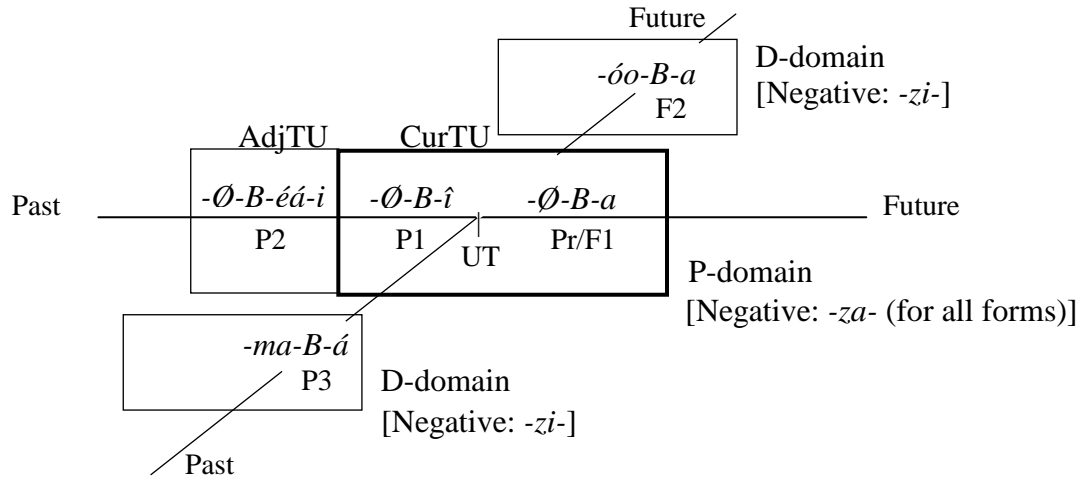 Future
D-domain
-óo-B-a
[Negative: -zi-]
F2
AdjTU
CurTU
-Ø-B-éá-i
-Ø-B-î
-Ø-B-a
Past
Future
P2
P1
UT
Pr/F1
P-domain
[Negative: -za- (for all forms)]
-ma-B-á
P3
D-domain
[Negative: -zi-]
Past